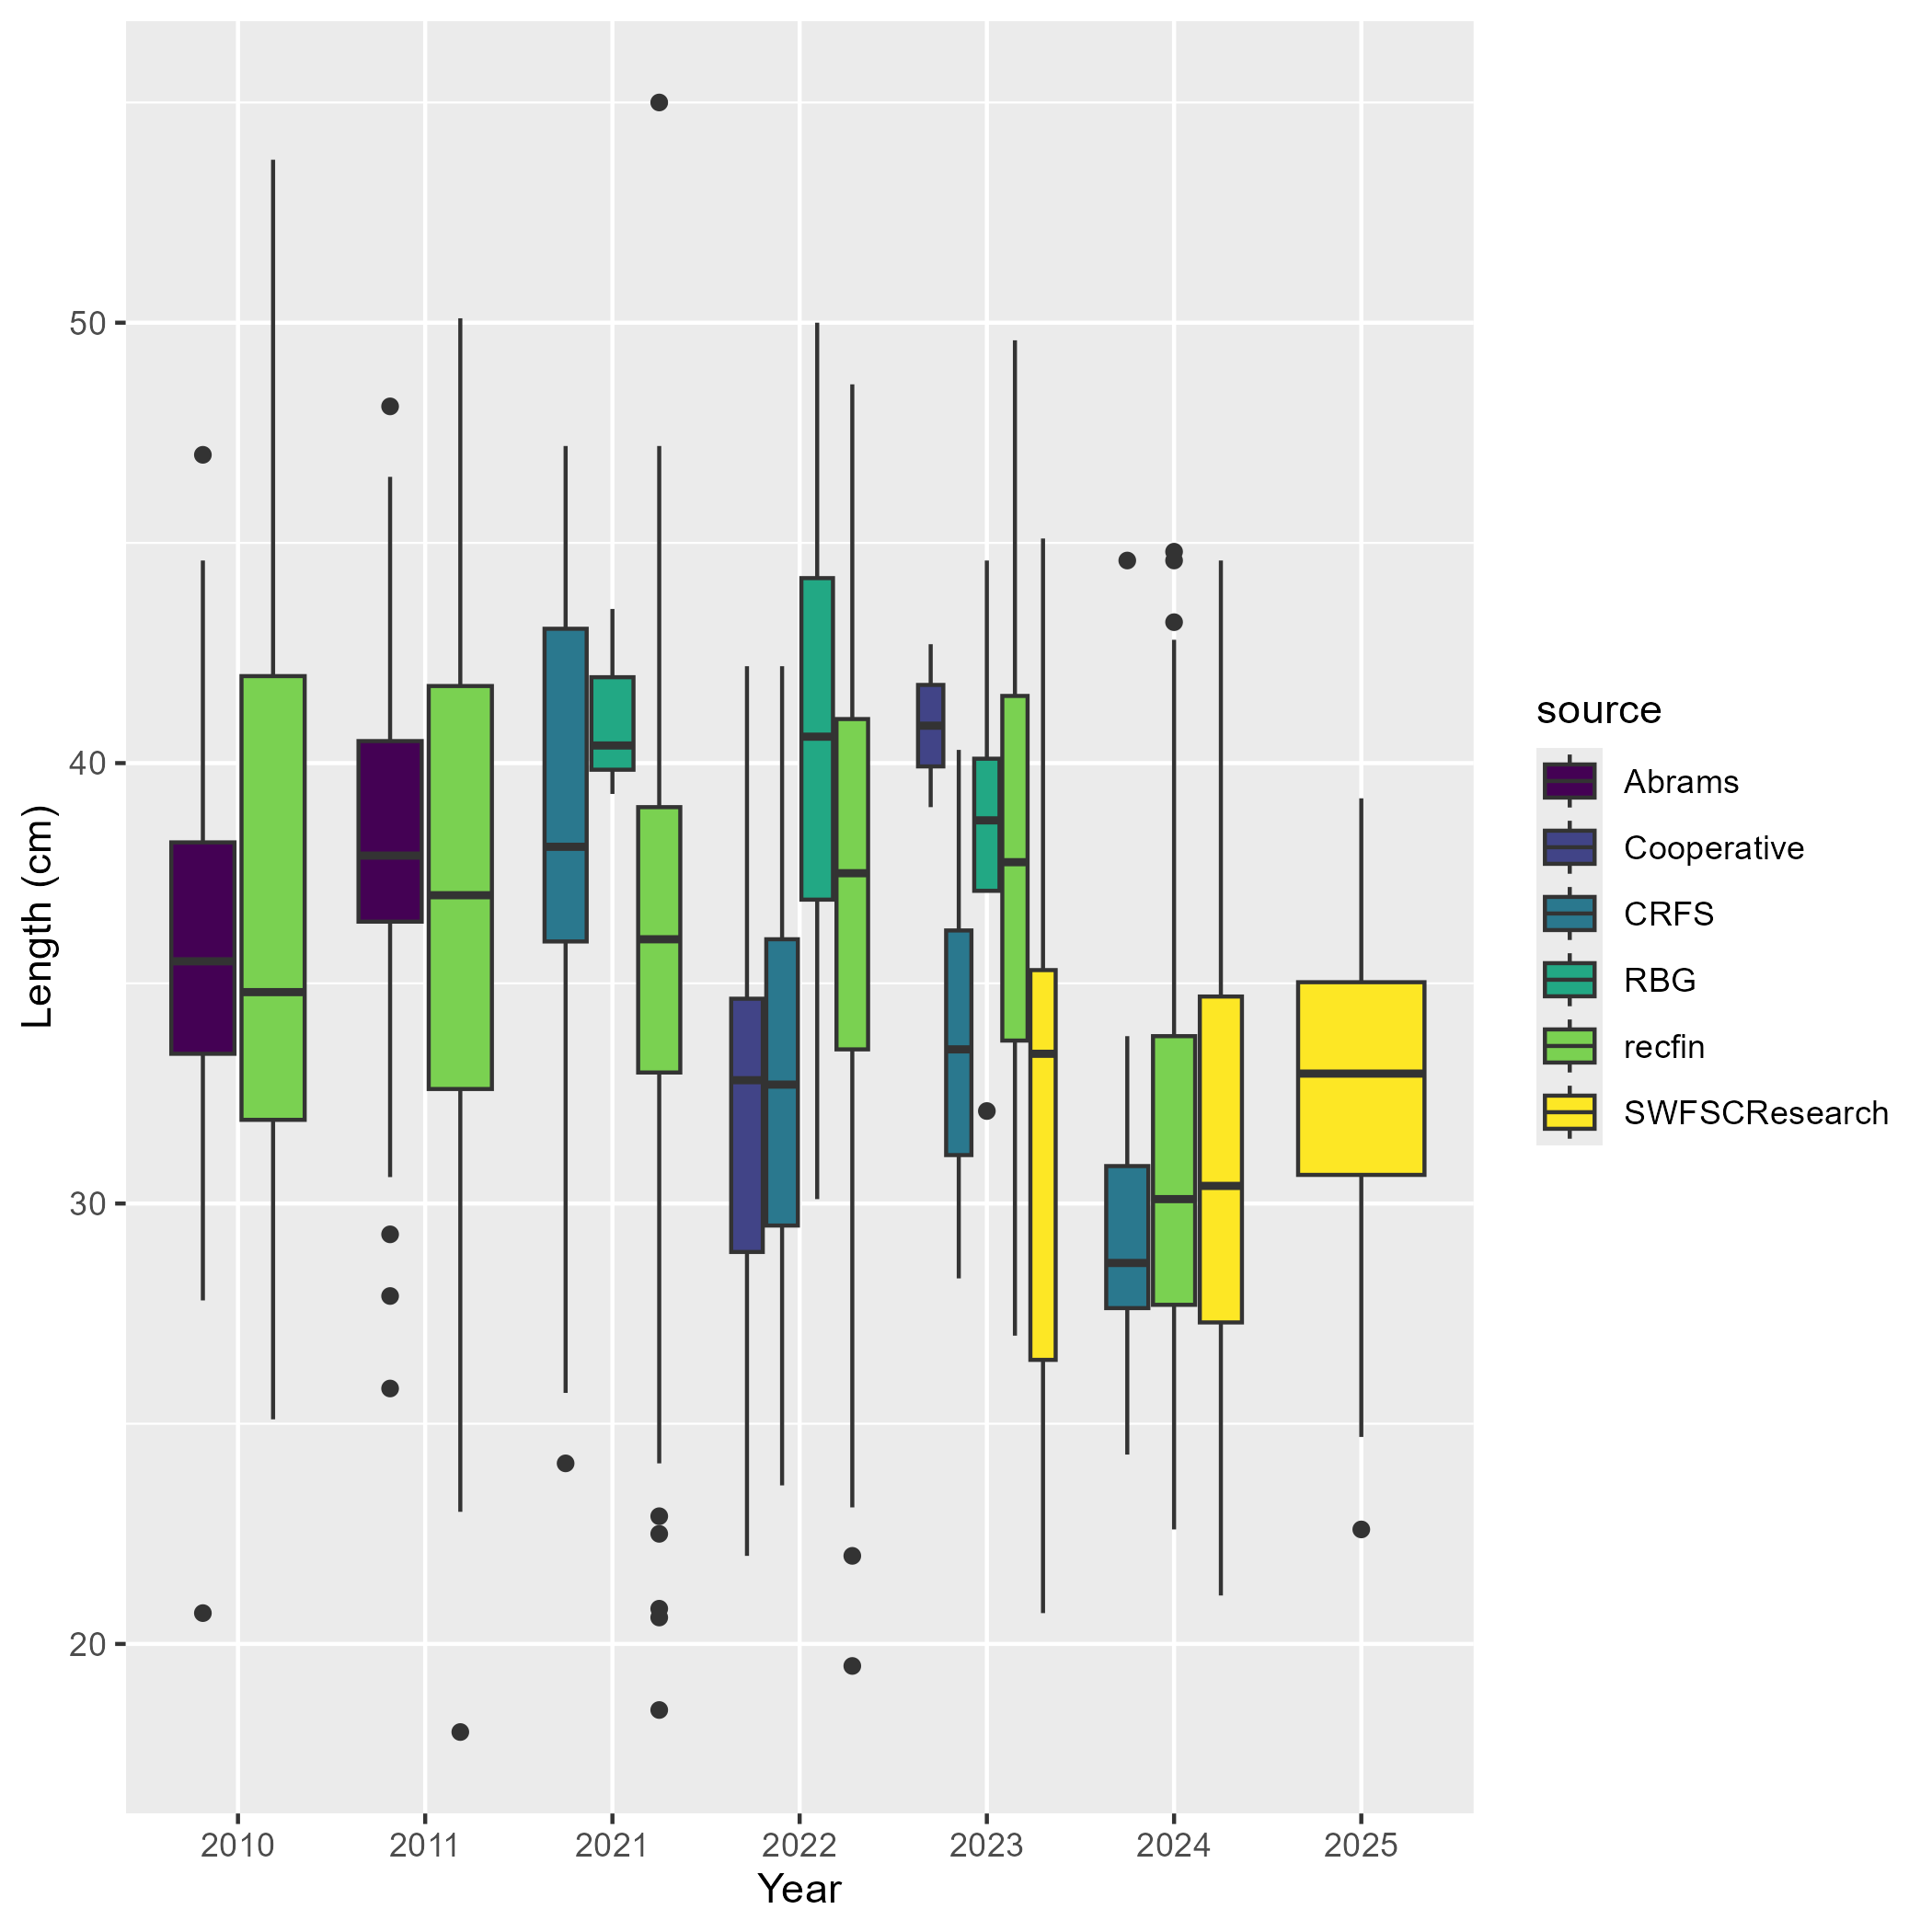 Length (cm)
50
40
30
20
2010
2011
2021
2022
2023
2024
2025
Year
source
Abrams
Cooperative
CRFS
RBG
recfin
SWFSCResearch